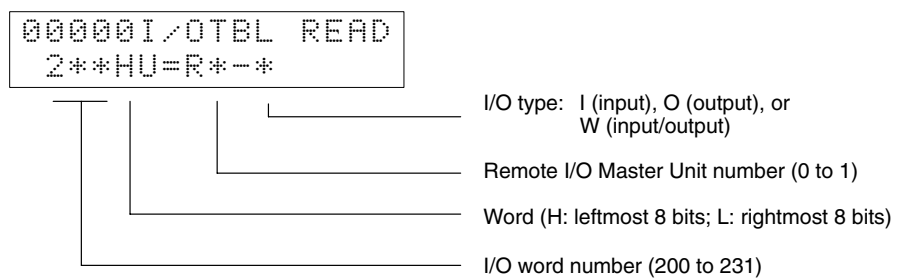 00000I/OTBL READ
2**HU=R*-*
I/O type: I (input), O (output), or
W (input/output)
Remote I/O Master Unit number (0 to 1)
Word (H: leftmost 8 bits; L: rightmost 8 bits)
I/O word number (200 to 231)